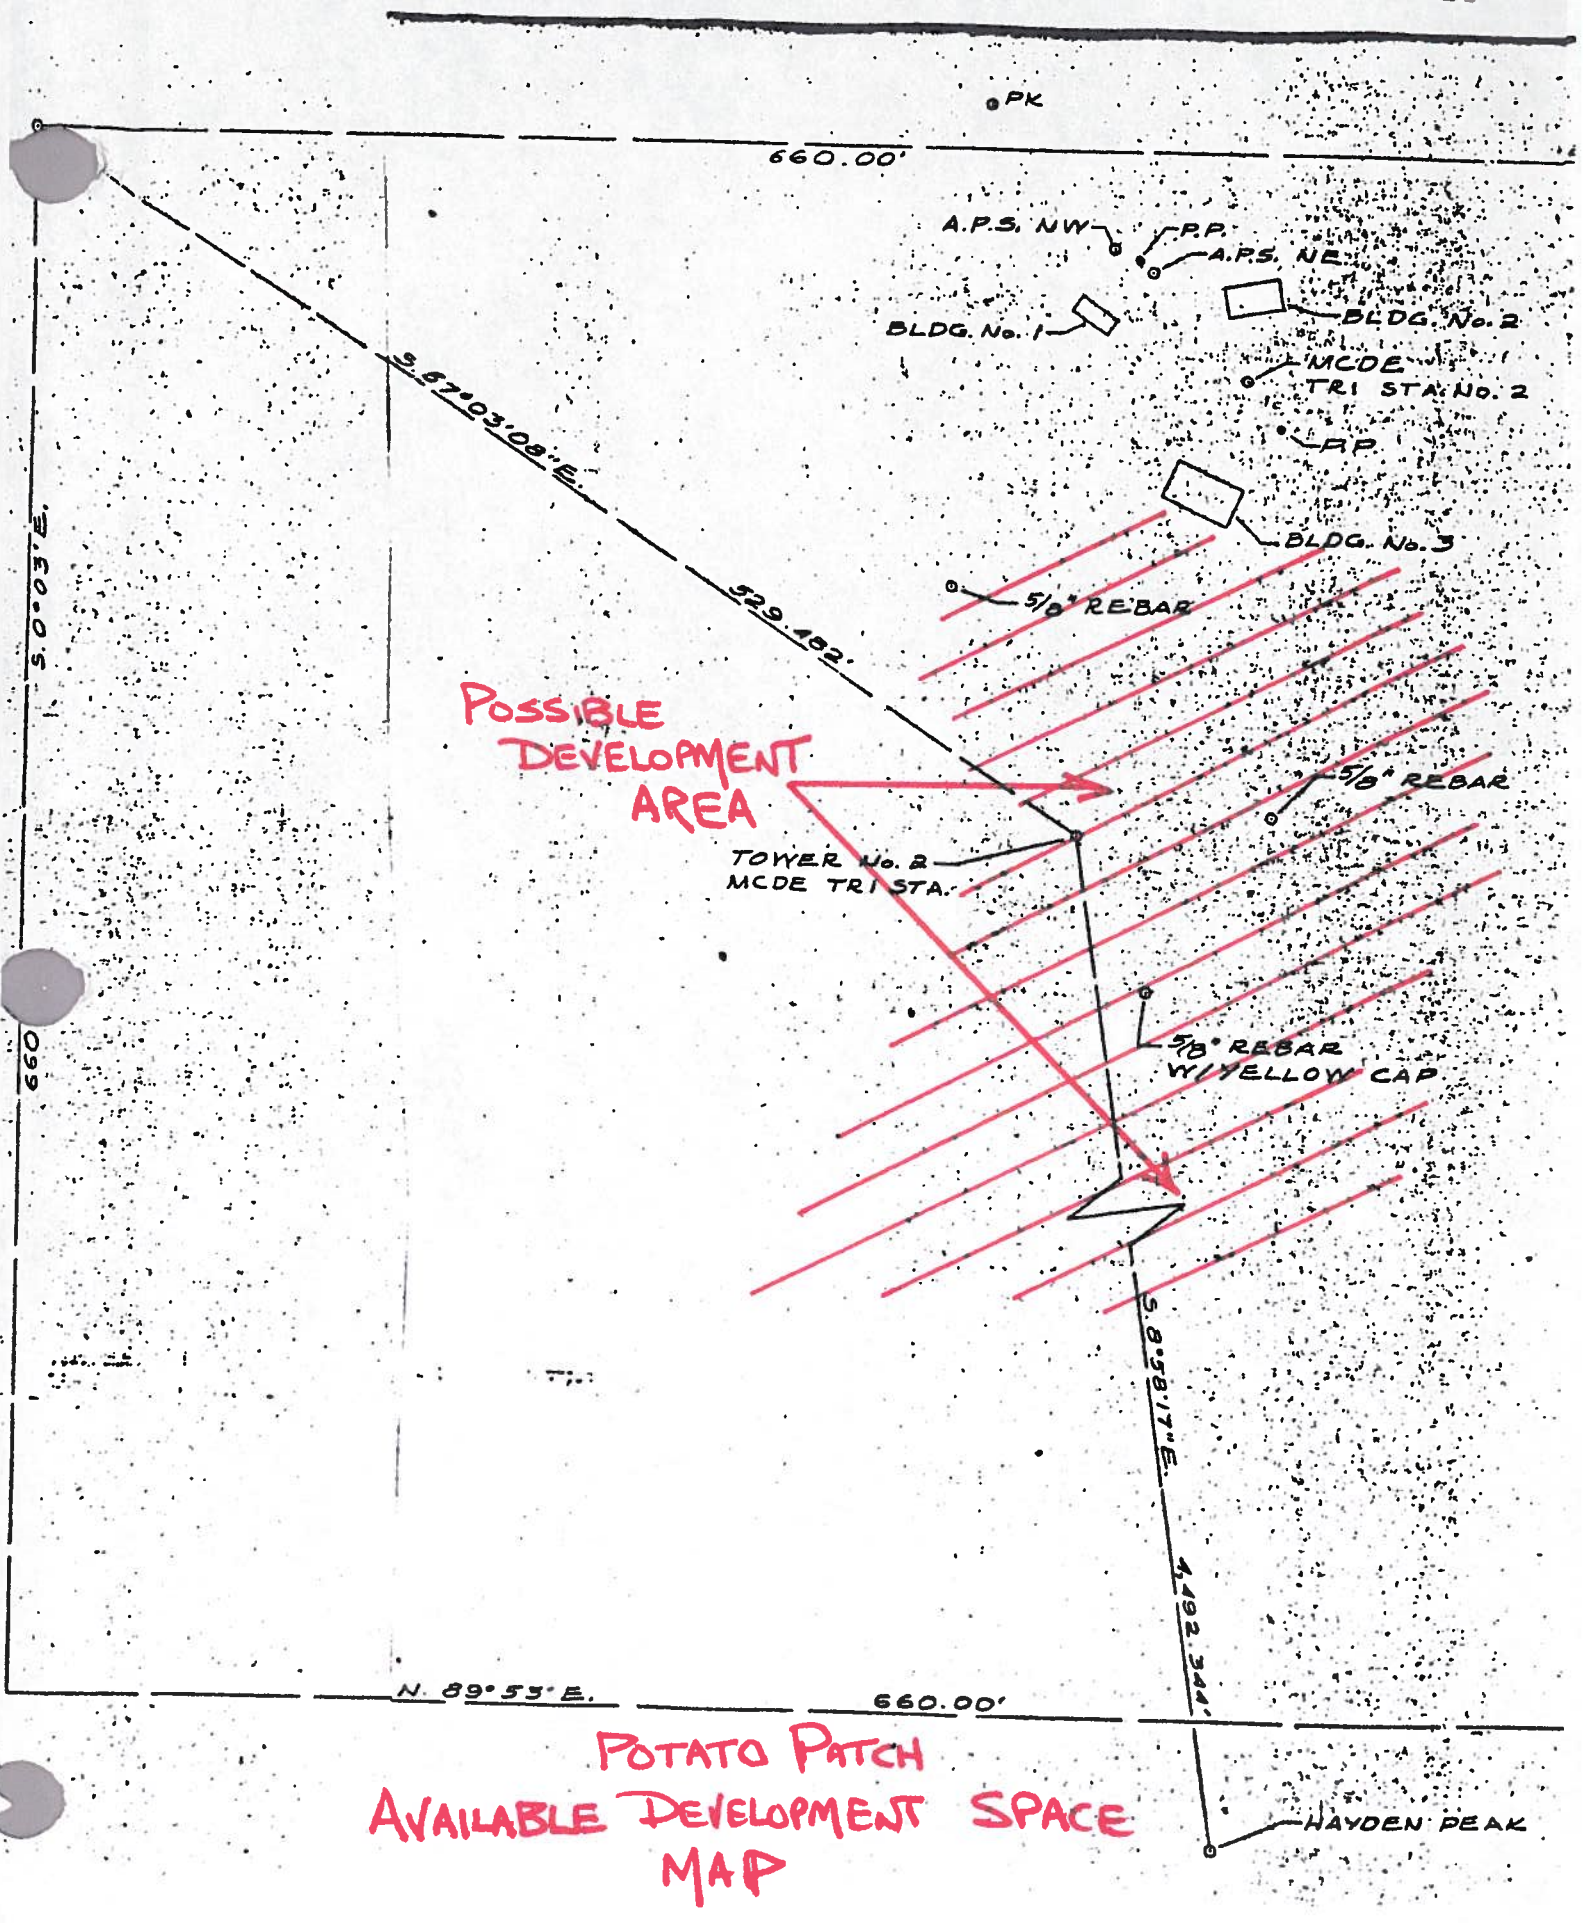 PK
660.00'
A.P.S. NW
P.P.
A.P.S. NE
BLDG. No. 1
BLDG. No. 2
MCDE
TRI STA. No. 2
P.P.
S. 67°03'08" E.
BLDG. No. 3
S. 0°03' E.
5/8" REBAR
529.482'
POSSIBLE
DEVELOPMENT
AREA
5/8" REBAR
TOWER No. 2
MCDE TRI STA.
5/8" REBAR
W/YELLOW CAP
660
S. 8°58'17" E.
4,492.344'
N. 89°55' E.
660.00'
POTATO PATCH
AVAILABLE DEVELOPMENT SPACE
MAP
HAYDEN PEAK